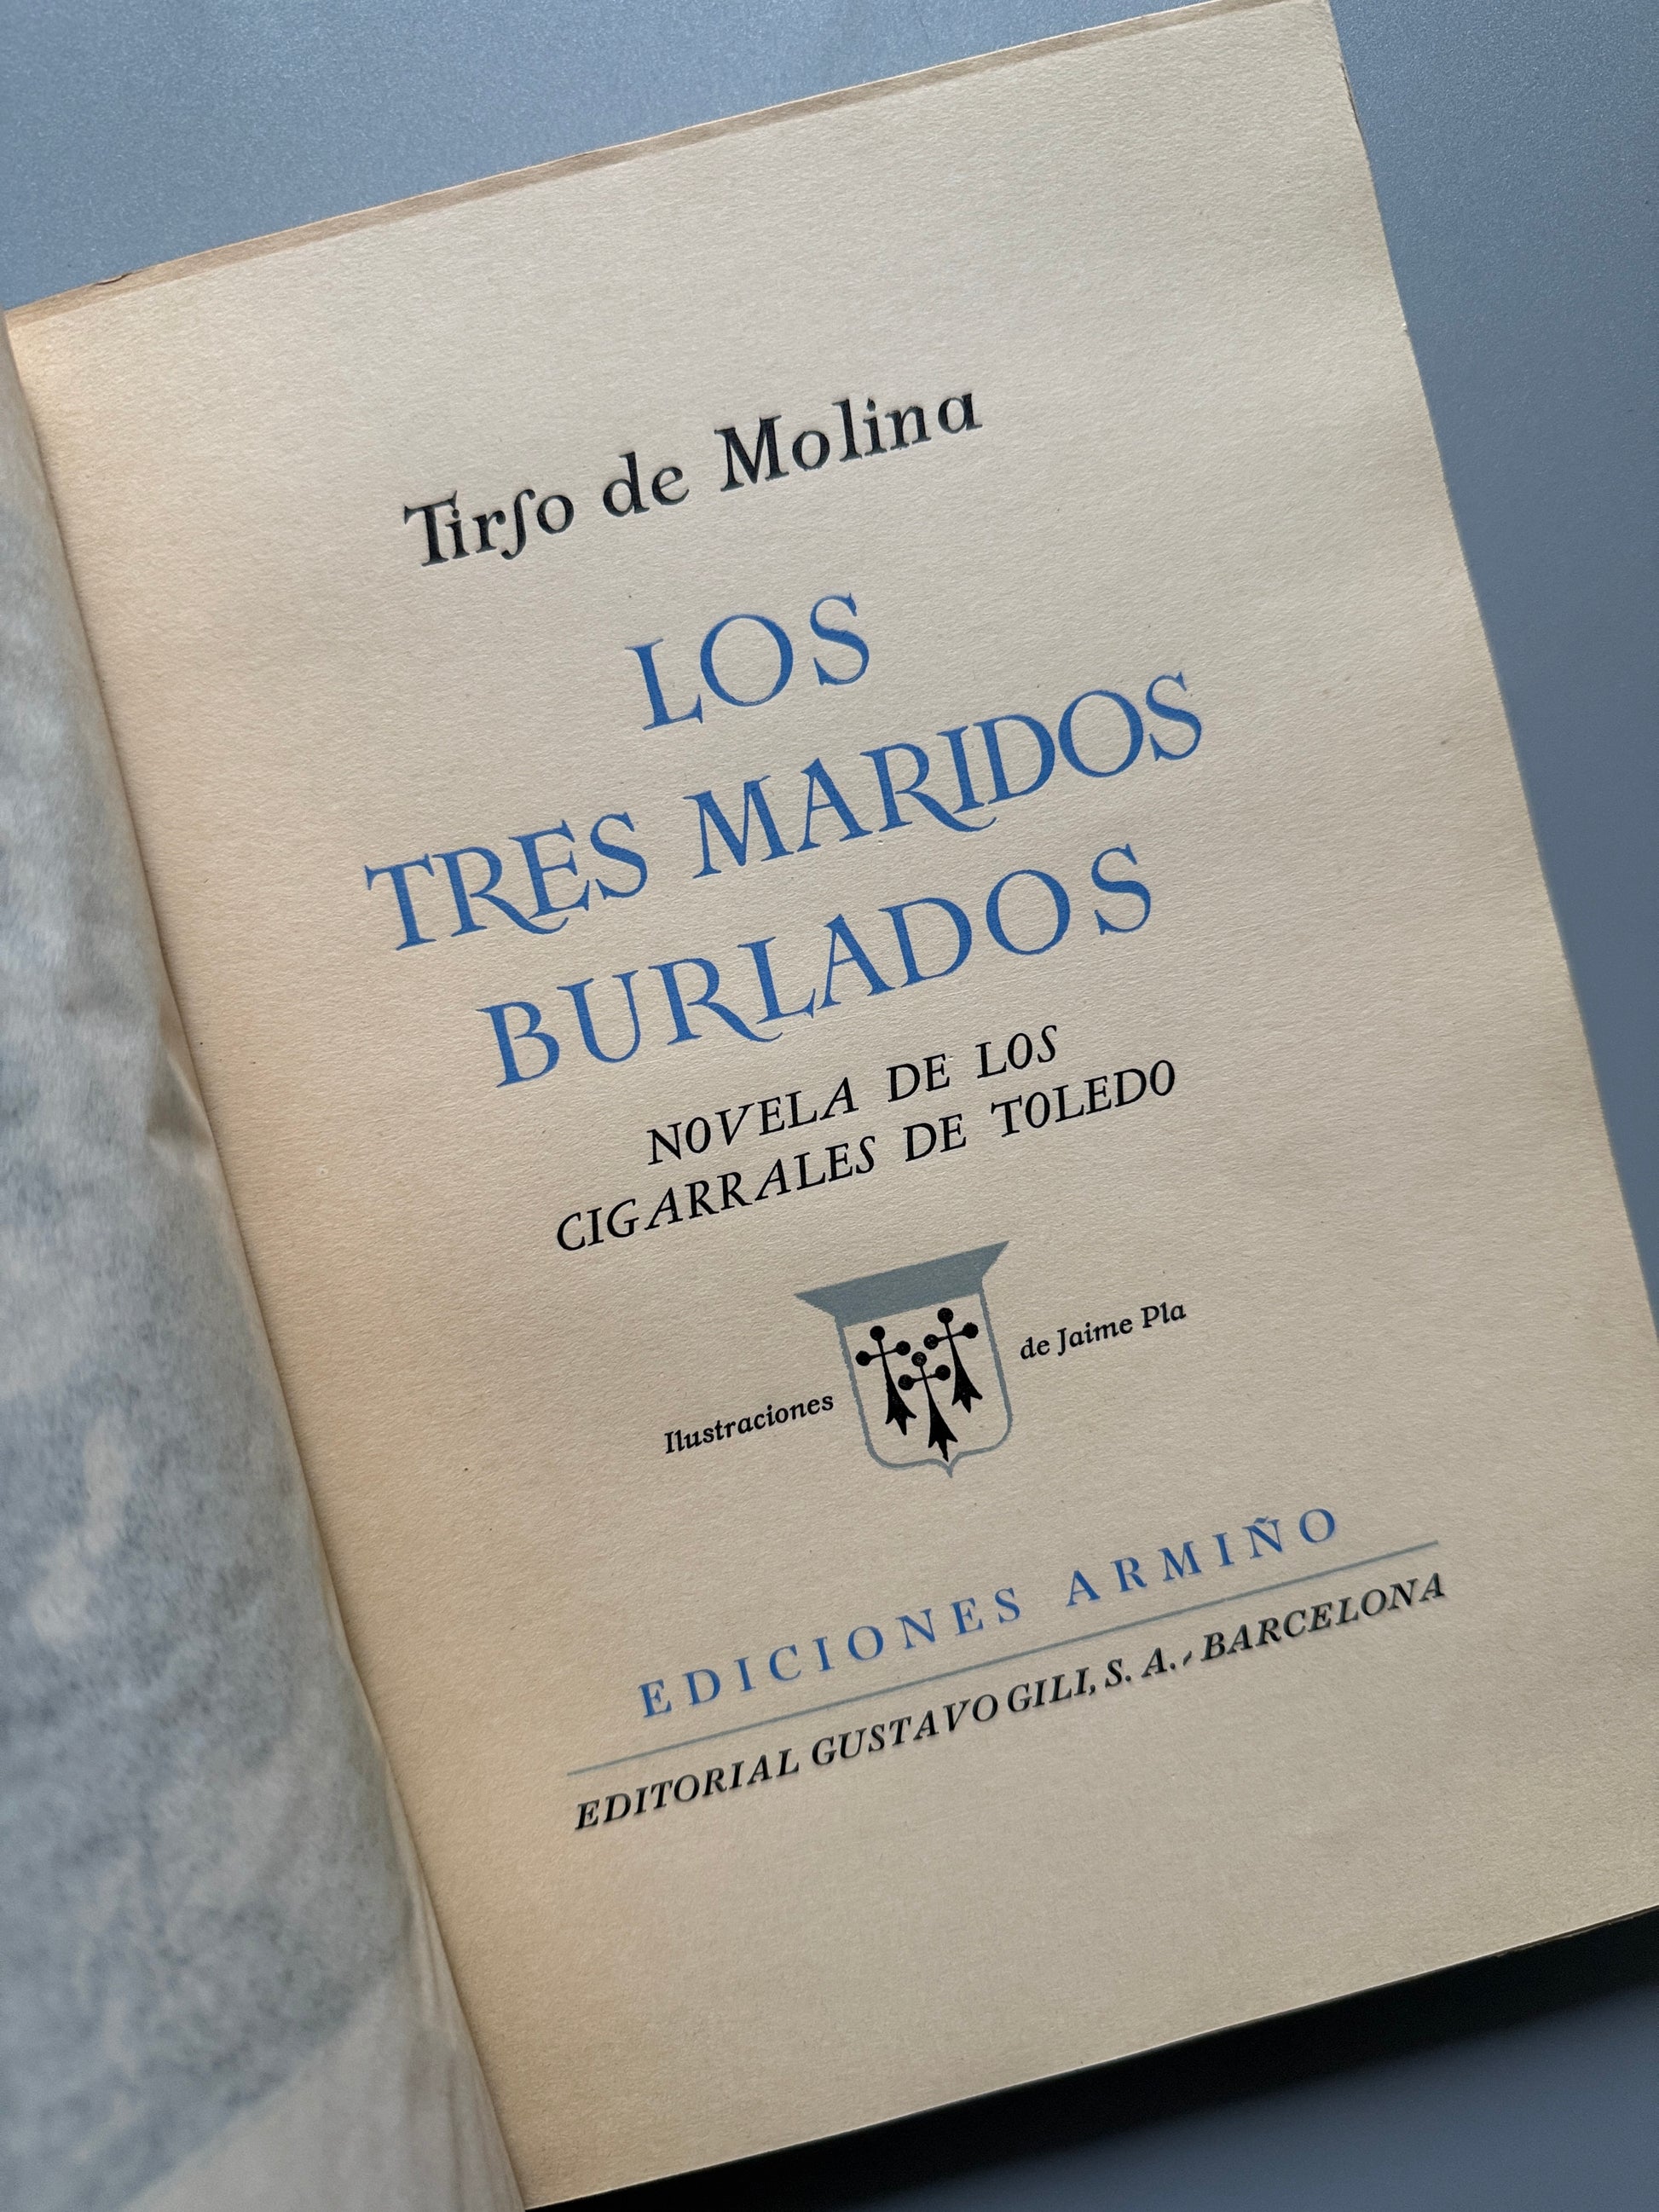 Tirſo de Molina
LOS
TRES MARIDOS
BURLADOS
NOVELA DE LOS
CIGARRALES DE TOLEDO
Ilustraciones de Jaime Pla
EDICIONES ARMIÑO
EDITORIAL GUSTAVO GILI, S. A. - BARCELONA